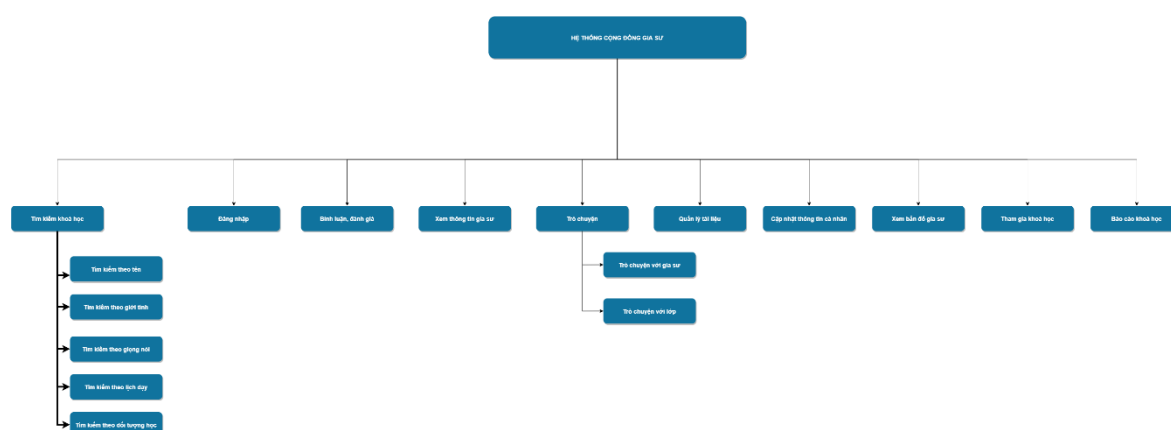 HỆ THỐNG CỘNG ĐỒNG GIA SƯ
Tìm kiếm khoá học
Đăng nhập
Bình luận, đánh giá
Xem thông tin gia sư
Trò chuyện
Quản lý tài liệu
Cập nhật thông tin cá nhân
Xem bản đồ gia sư
Tham gia khoá học
Báo cáo khoá học
Tìm kiếm theo tên
Trò chuyện với gia sư
Tìm kiếm theo giới tính
Trò chuyện với lớp
Tìm kiếm theo giọng nói
Tìm kiếm theo lịch dạy
Tìm kiếm theo đối tượng học